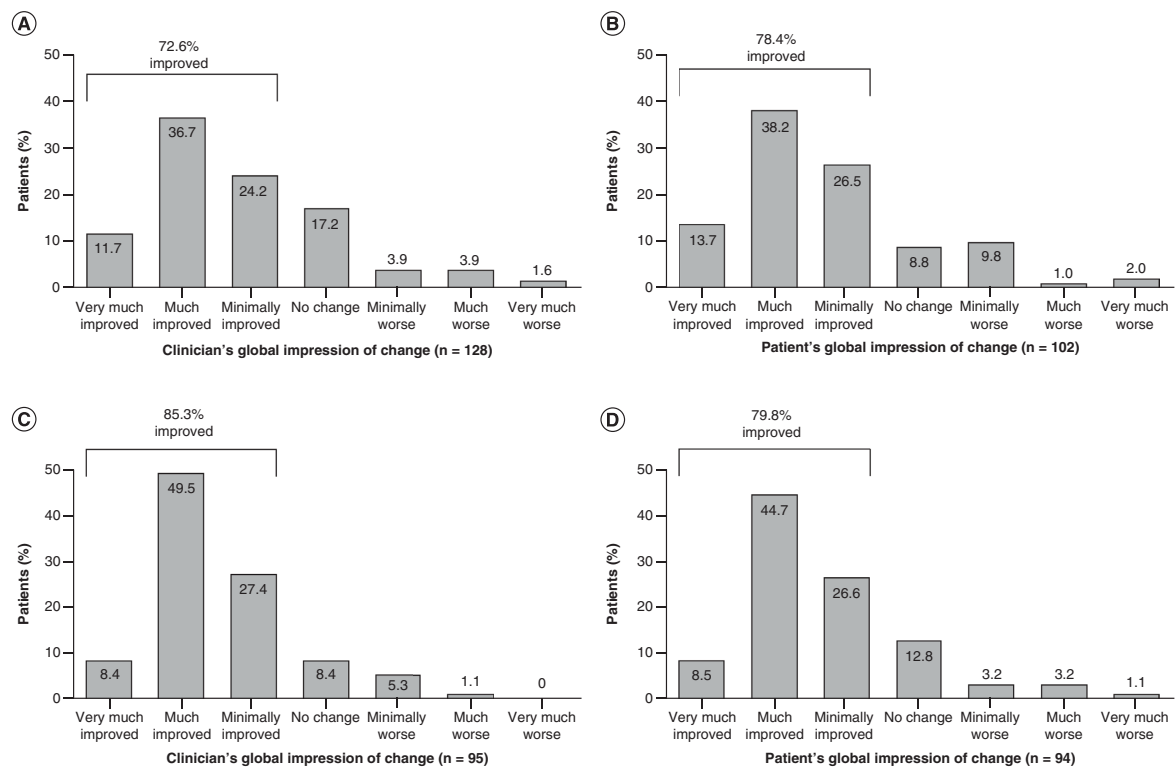 A
72.6%
improved
Patients (%)
50
40
30
20
10
0
11.7
36.7
24.2
17.2
3.9
3.9
1.6
Very much improved
Much improved
Minimally improved
No change
Minimally worse
Much worse
Very much worse
Clinician's global impression of change (n = 128)
B
78.4%
improved
Patients (%)
50
40
30
20
10
0
13.7
38.2
26.5
8.8
9.8
1.0
2.0
Very much improved
Much improved
Minimally improved
No change
Minimally worse
Much worse
Very much worse
Patient's global impression of change (n = 102)
C
85.3%
improved
Patients (%)
50
40
30
20
10
0
8.4
49.5
27.4
8.4
5.3
1.1
0
Very much improved
Much improved
Minimally improved
No change
Minimally worse
Much worse
Very much worse
Clinician's global impression of change (n = 95)
D
79.8%
improved
Patients (%)
50
40
30
20
10
0
8.5
44.7
26.6
12.8
3.2
3.2
1.1
Very much improved
Much improved
Minimally improved
No change
Minimally worse
Much worse
Very much worse
Patient's global impression of change (n = 94)